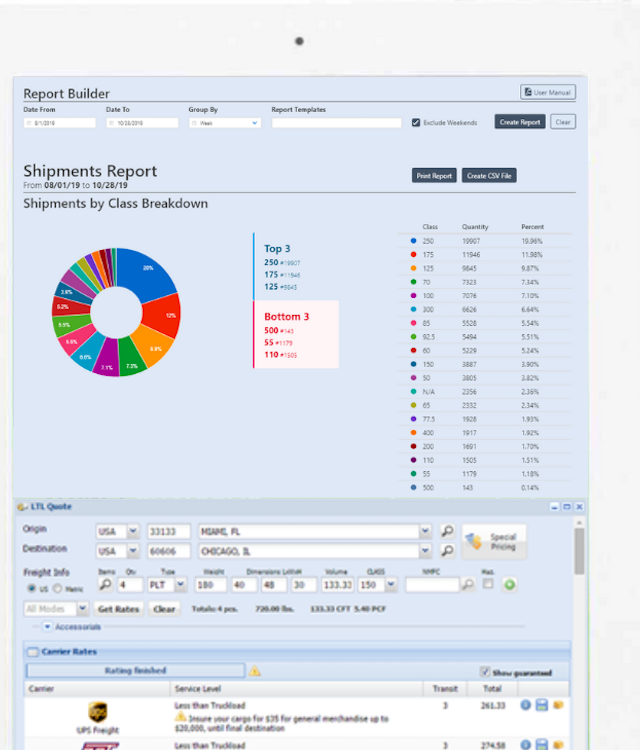 Report Builder
User Manual
Date From Date To Group By Report Templates
8/1/2019 10/28/2019 Week Exclude Weekends Create Report Clear
Shipments Report
Print Report Create CSV File
From 08/01/19 to 10/28/19
Shipments by Class Breakdown
20%
12%
9.9%
7.3%
7.1%
6.6%
5.5%
5.5%
5.2%
3.9%
Top 3
250 #19907
175 #11946
125 #9845
Bottom 3
500 #143
55 #1179
110 #1505
Class Quantity Percent
250 19907 19.96%
175 11946 11.98%
125 9845 9.87%
70 7323 7.34%
100 7076 7.10%
300 6626 6.64%
85 5528 5.54%
92.5 5494 5.51%
60 5229 5.24%
150 3887 3.90%
50 3805 3.82%
N/A 2356 2.36%
65 2332 2.34%
77.5 1928 1.93%
400 1917 1.92%
200 1691 1.70%
110 1505 1.51%
55 1179 1.18%
500 143 0.14%
LTL Quote
Origin USA 33133 MIAMI, FL
Special Pricing
Destination USA 60606 CHICAGO, IL
Freight Info Items Qty Type Weight Dimensions LxWxH Volume CLASS NMFC Haz.
US Metric 4 PLT 180 40 48 30 133.33 150
All Modes Get Rates Clear Totals: 4 pcs. 720.00 lbs. 133.33 CFT 5.40 PCF
Accessorials
Carrier Rates
Rating finished Show guaranteed
Carrier Service Level Transit Total
ups
UPS Freight
Less than Truckload 3 261.33
Insure your cargo for $35 for general merchandise up to
$20,000, until final destination
Less than Truckload 3 274.58